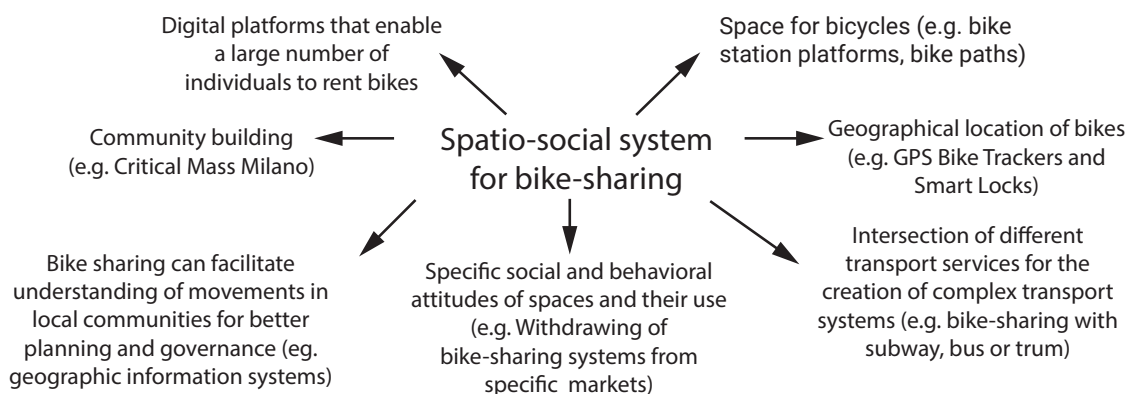 Digital platforms that enable
a large number of
individuals to rent bikes
Space for bicycles (e.g. bike
station platforms, bike paths)
Community building
(e.g. Critical Mass Milano)
Spatio-social system
for bike-sharing
Geographical location of bikes
(e.g. GPS Bike Trackers and
Smart Locks)
Bike sharing can facilitate
understanding of movements in
local communities for better
planning and governance (eg.
geographic information systems)
Specific social and behavioral
attitudes of spaces and their use
(e.g. Withdrawing of
bike-sharing systems from
specific markets)
Intersection of different
transport services for the
creation of complex transport
systems (e.g. bike-sharing with
subway, bus or trum)